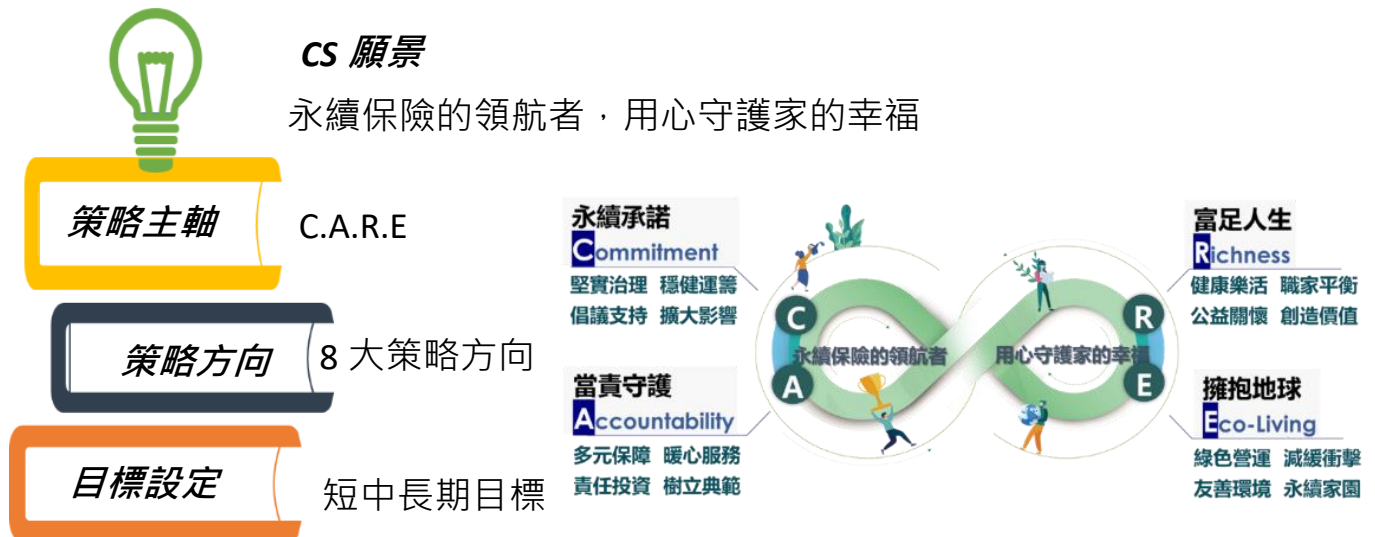 CS 願景
永續保險的領航者，用心守護家的幸福
策略主軸
C.A.R.E
策略方向
8 大策略方向
目標設定
短中長期目標
永續承諾
Commitment
堅實治理 穩健運籌
倡議支持 擴大影響
當責守護
Accountability
多元保障 暖心服務
責任投資 樹立典範
C
A
永續保險的領航者
用心守護家的幸福
R
E
富足人生
Richness
健康樂活 職家平衡
公益關懷 創造價值
擁抱地球
Eco-Living
綠色營運 減緩衝擊
友善環境 永續家園